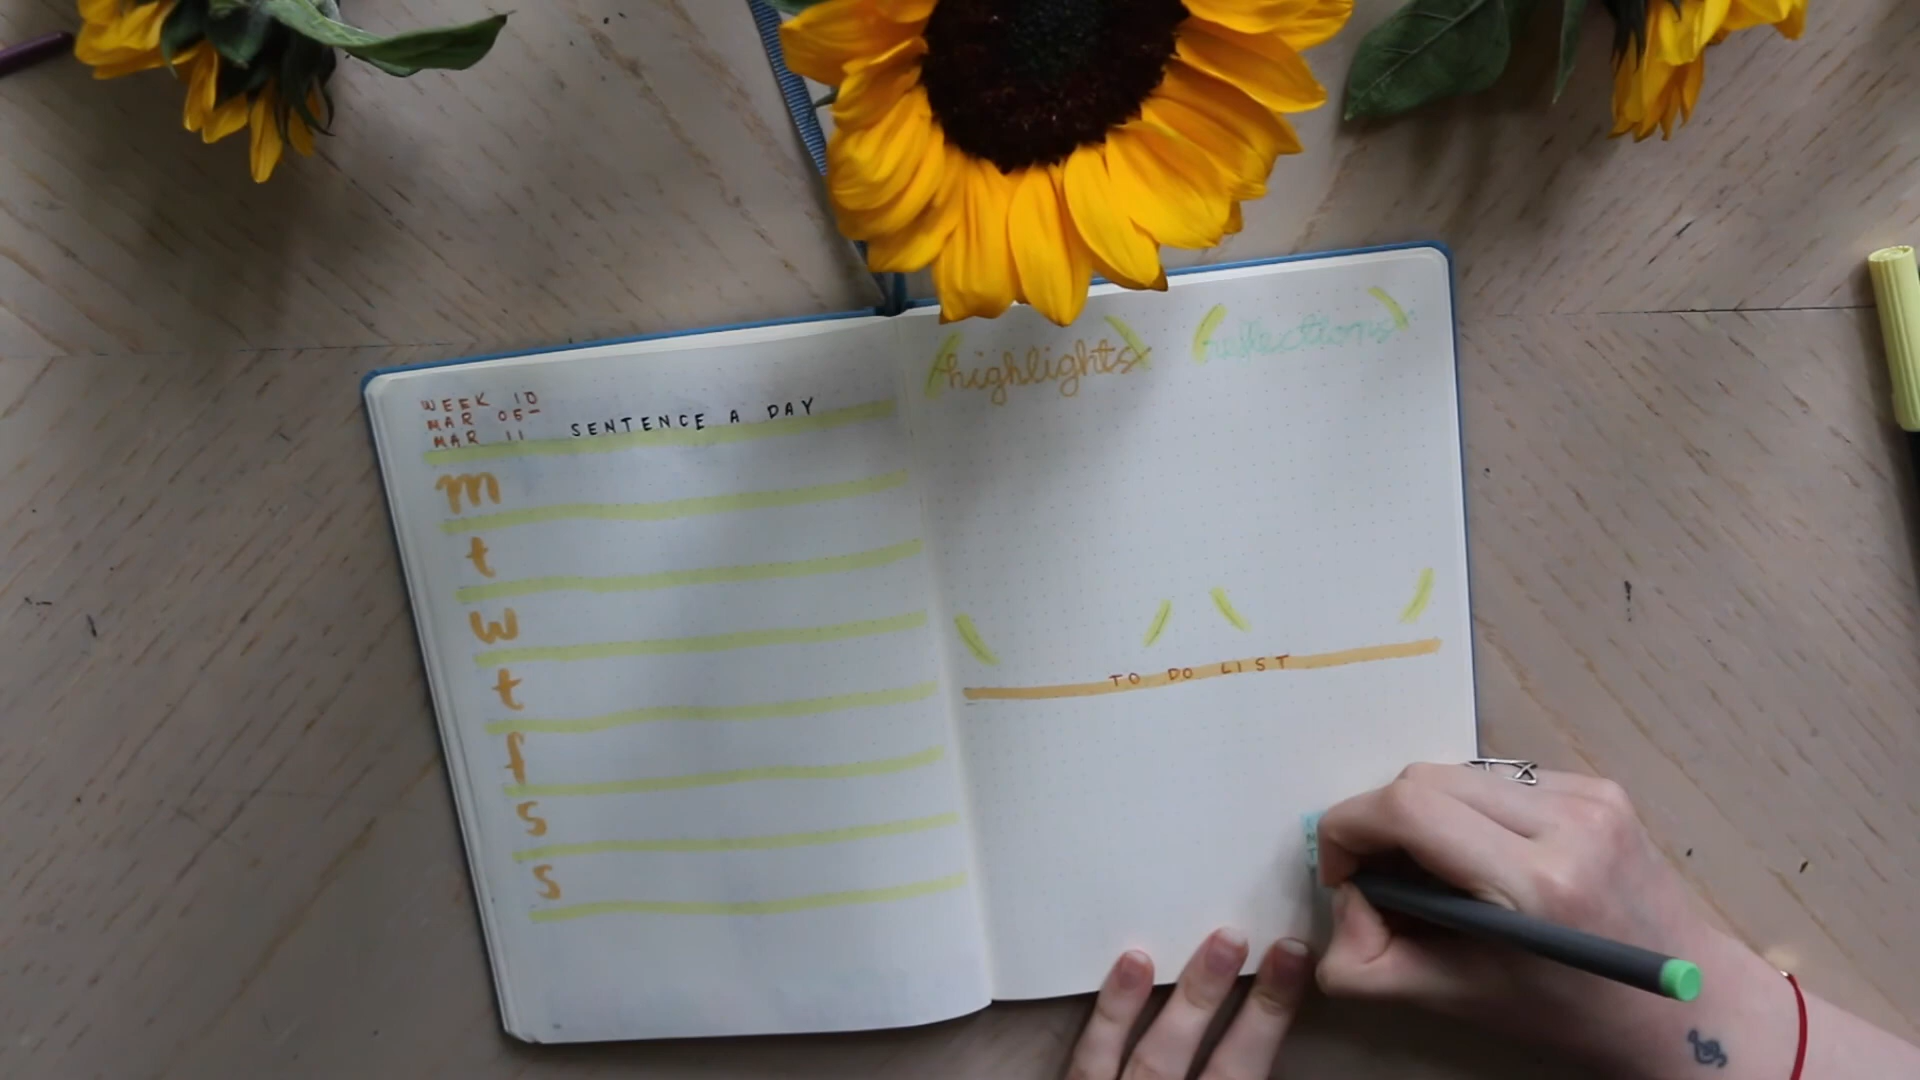 WEEK 10
MAR 05-
MAR 11
SENTENCE A DAY
m
t
w
t
f
s
s
highlights
reflections
TO DO LIST